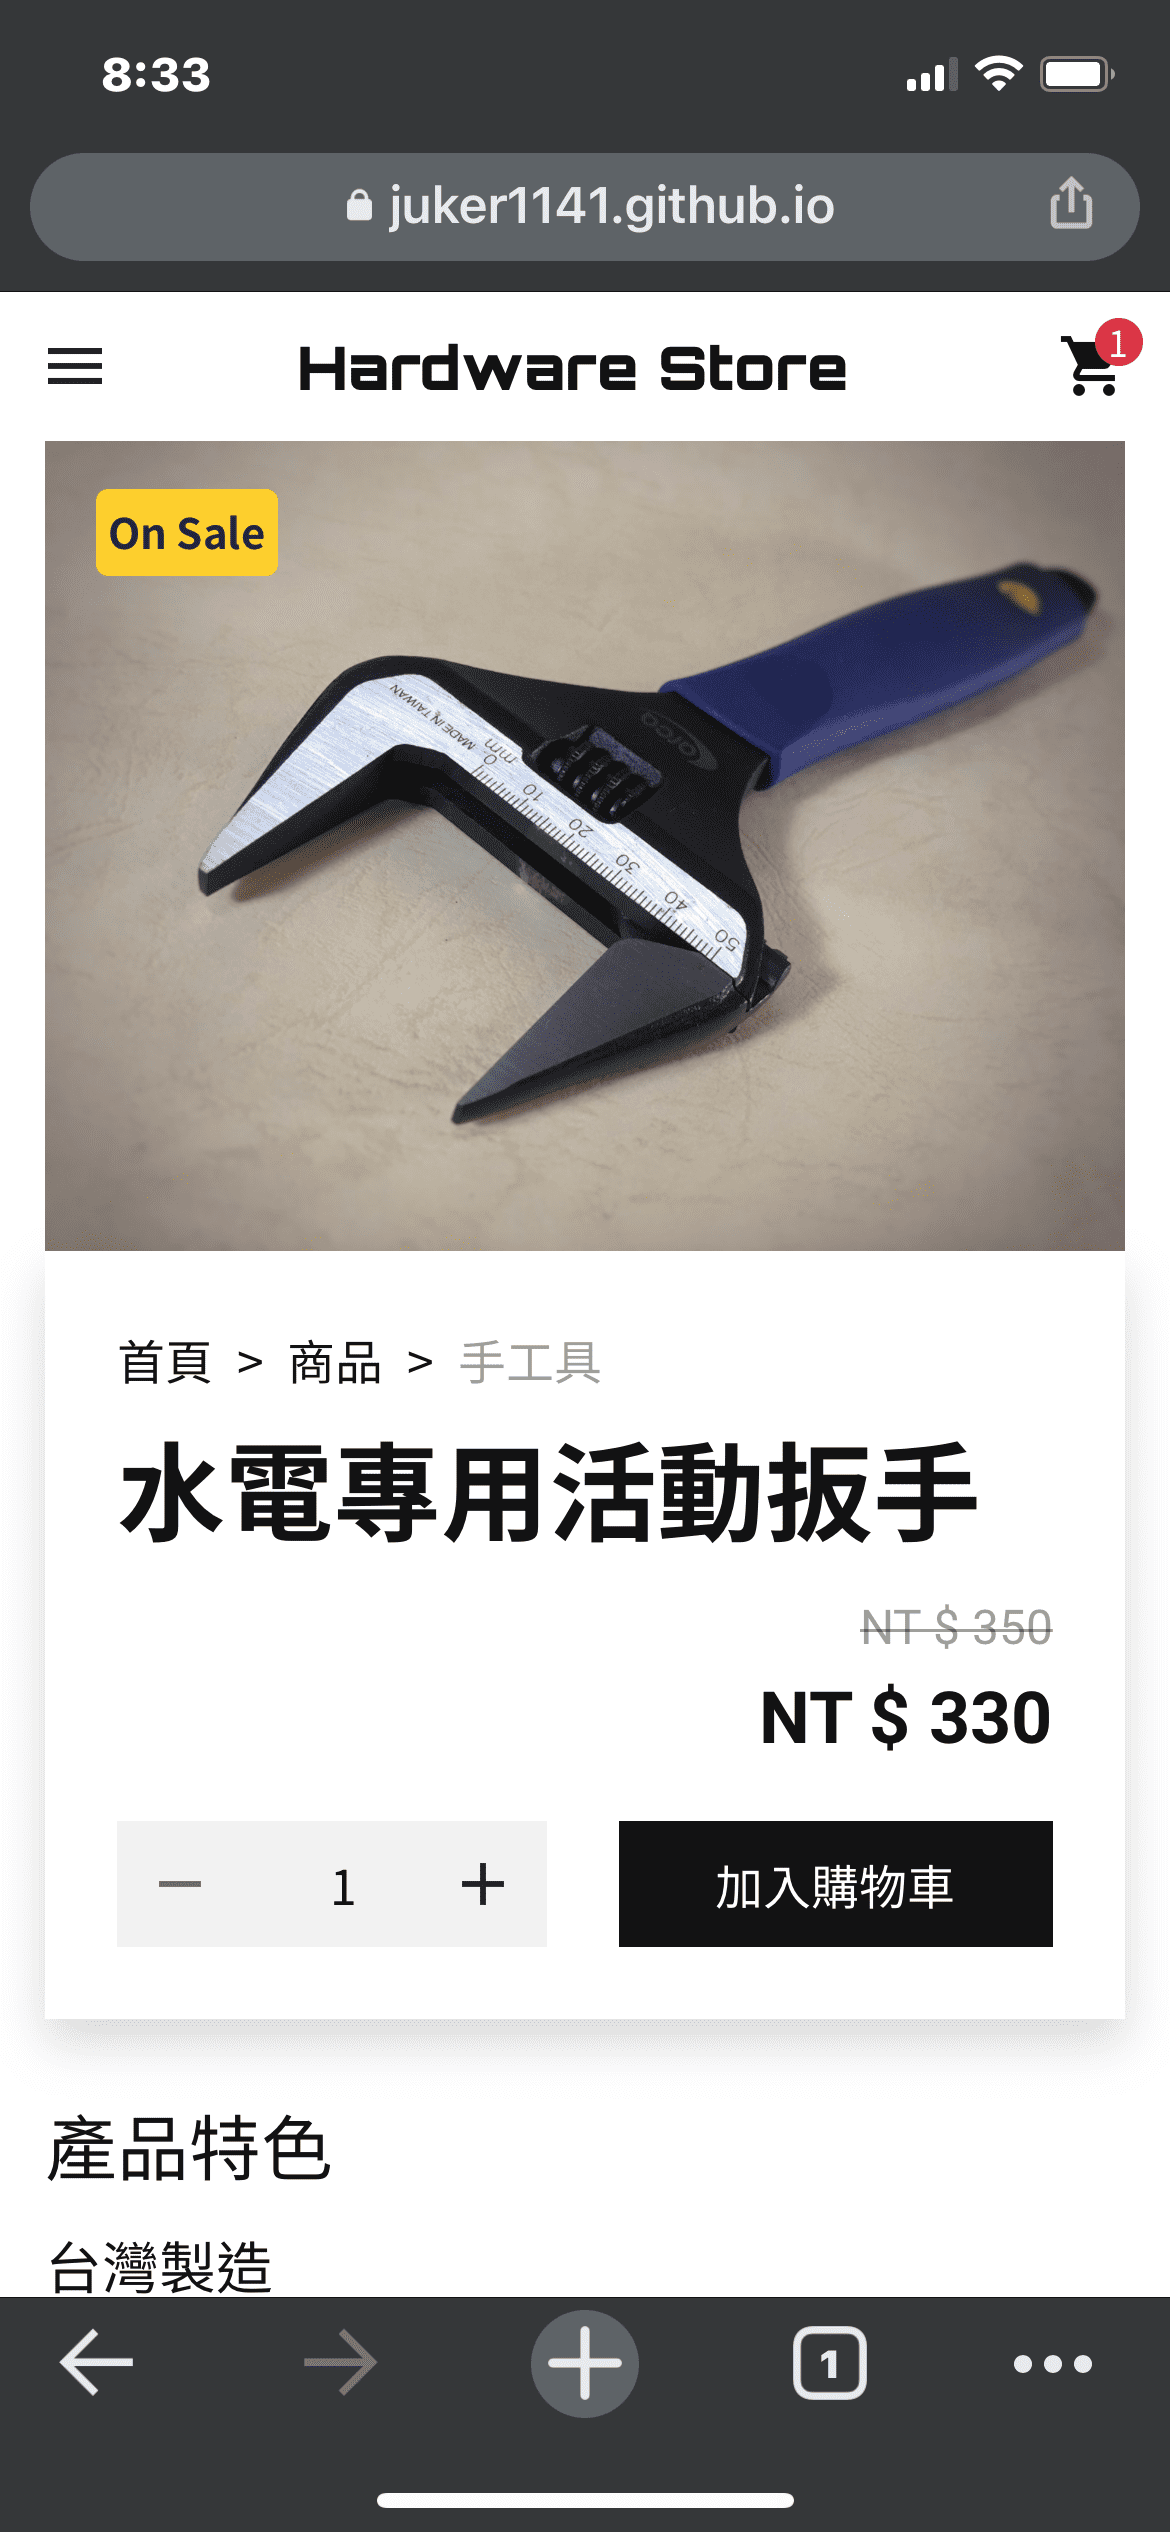 8:33
juker1141.github.io
Hardware Store
1
On Sale
MADE IN TAIWAN
mm
0 10 20 30 40 50
首頁 > 商品 > 手工具
水電專用活動扳手
NT $ 350
NT $ 330
1
加入購物車
產品特色
台灣製造
1